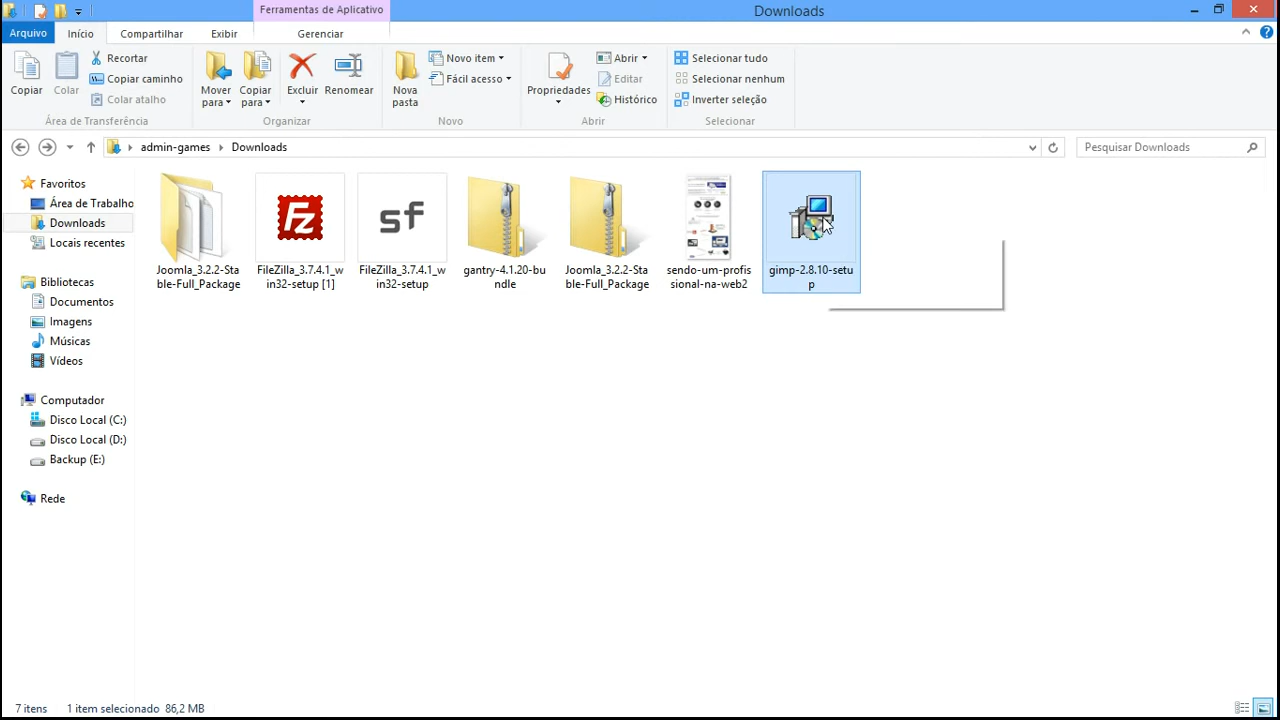 Ferramentas de Aplicativo
Downloads
Arquivo
Início
Compartilhar
Exibir
Gerenciar
Copiar
Colar
Recortar
Copiar caminho
Colar atalho
Área de Transferência
Mover
para
Copiar
para
Excluir
Renomear
Organizar
Nova
pasta
Novo item
Fácil acesso
Novo
Propriedades
Abrir
Editar
Histórico
Abrir
Selecionar tudo
Selecionar nenhum
Inverter seleção
Selecionar
admin-games
Downloads
Pesquisar Downloads
Favoritos
Área de Trabalho
Downloads
Locais recentes
Bibliotecas
Documentos
Imagens
Músicas
Vídeos
Computador
Disco Local (C:)
Disco Local (D:)
Backup (E:)
Rede
Joomla_3.2.2-Sta
ble-Full_Package
Fz
FileZilla_3.7.4.1_w
in32-setup [1]
sf
FileZilla_3.7.4.1_w
in32-setup
gantry-4.1.20-bu
ndle
Joomla_3.2.2-Sta
ble-Full_Package
sendo-um-profis
sional-na-web2
gimp-2.8.10-setu
p
7 itens
1 item selecionado 86,2 MB